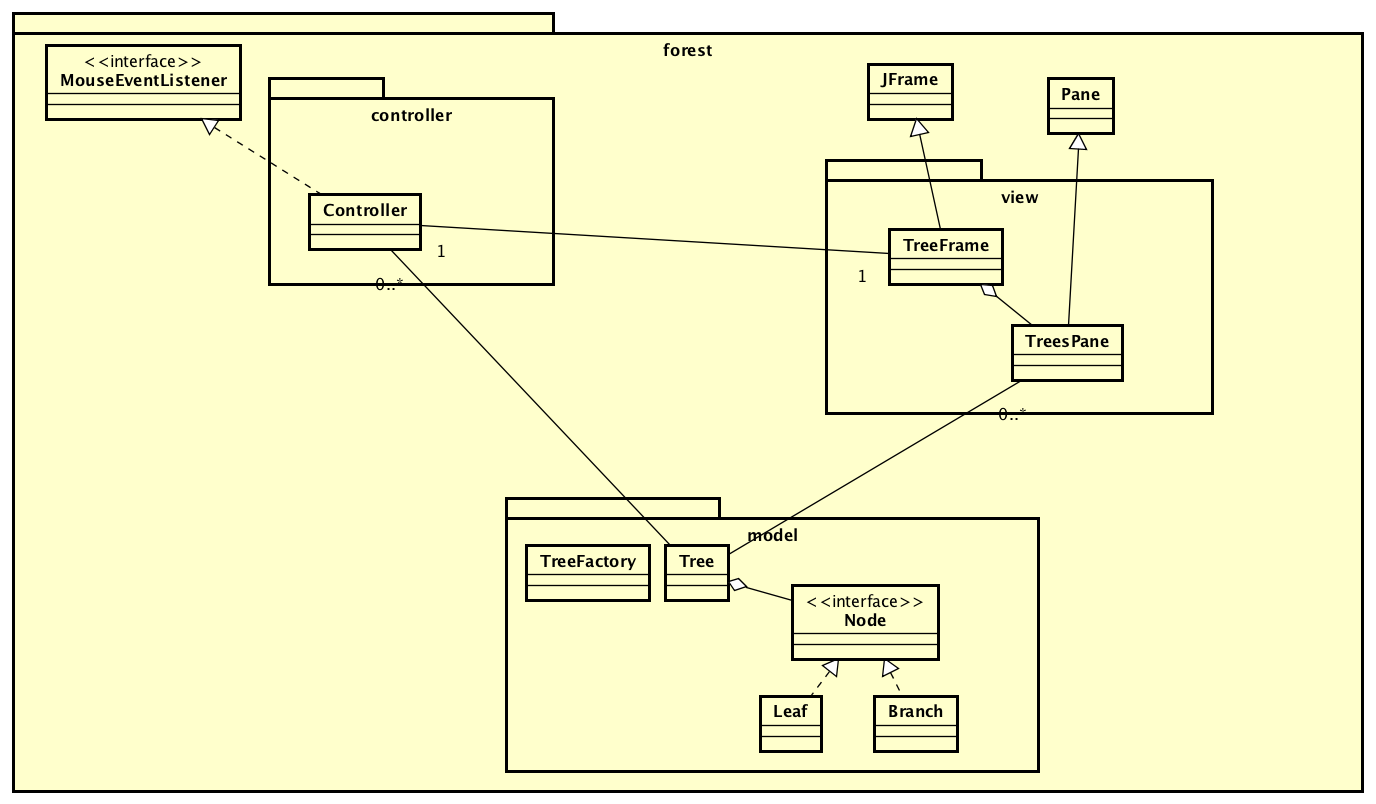 forest
<<interface>>
MouseEventListener
JFrame
Pane
controller
view
Controller
TreeFrame
1
1
0..*
TreesPane
0..*
model
TreeFactory
Tree
<<interface>>
Node
Leaf
Branch